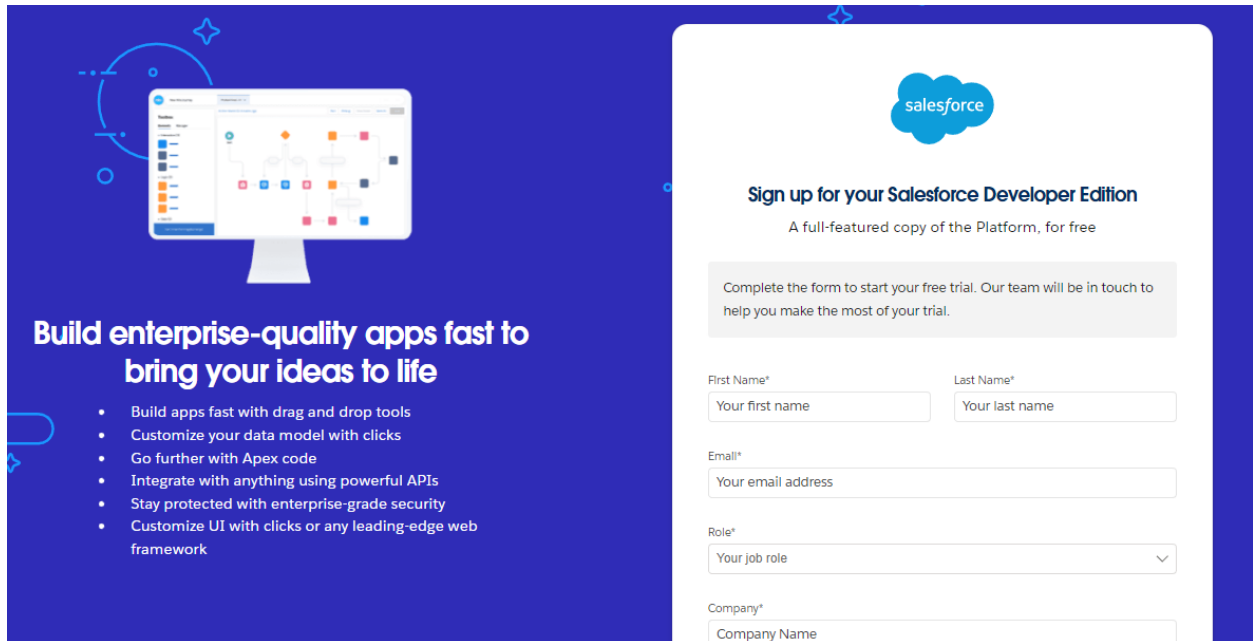 Build enterprise-quality apps fast to
bring your ideas to life
• Build apps fast with drag and drop tools
• Customize your data model with clicks
• Go further with Apex code
• Integrate with anything using powerful APIs
• Stay protected with enterprise-grade security
• Customize UI with clicks or any leading-edge web
framework
salesforce
Sign up for your Salesforce Developer Edition
A full-featured copy of the Platform, for free
Complete the form to start your free trial. Our team will be in touch to
help you make the most of your trial.
First Name* Last Name*
Your first name Your last name
Email*
Your email address
Role*
Your job role
Company*
Company Name